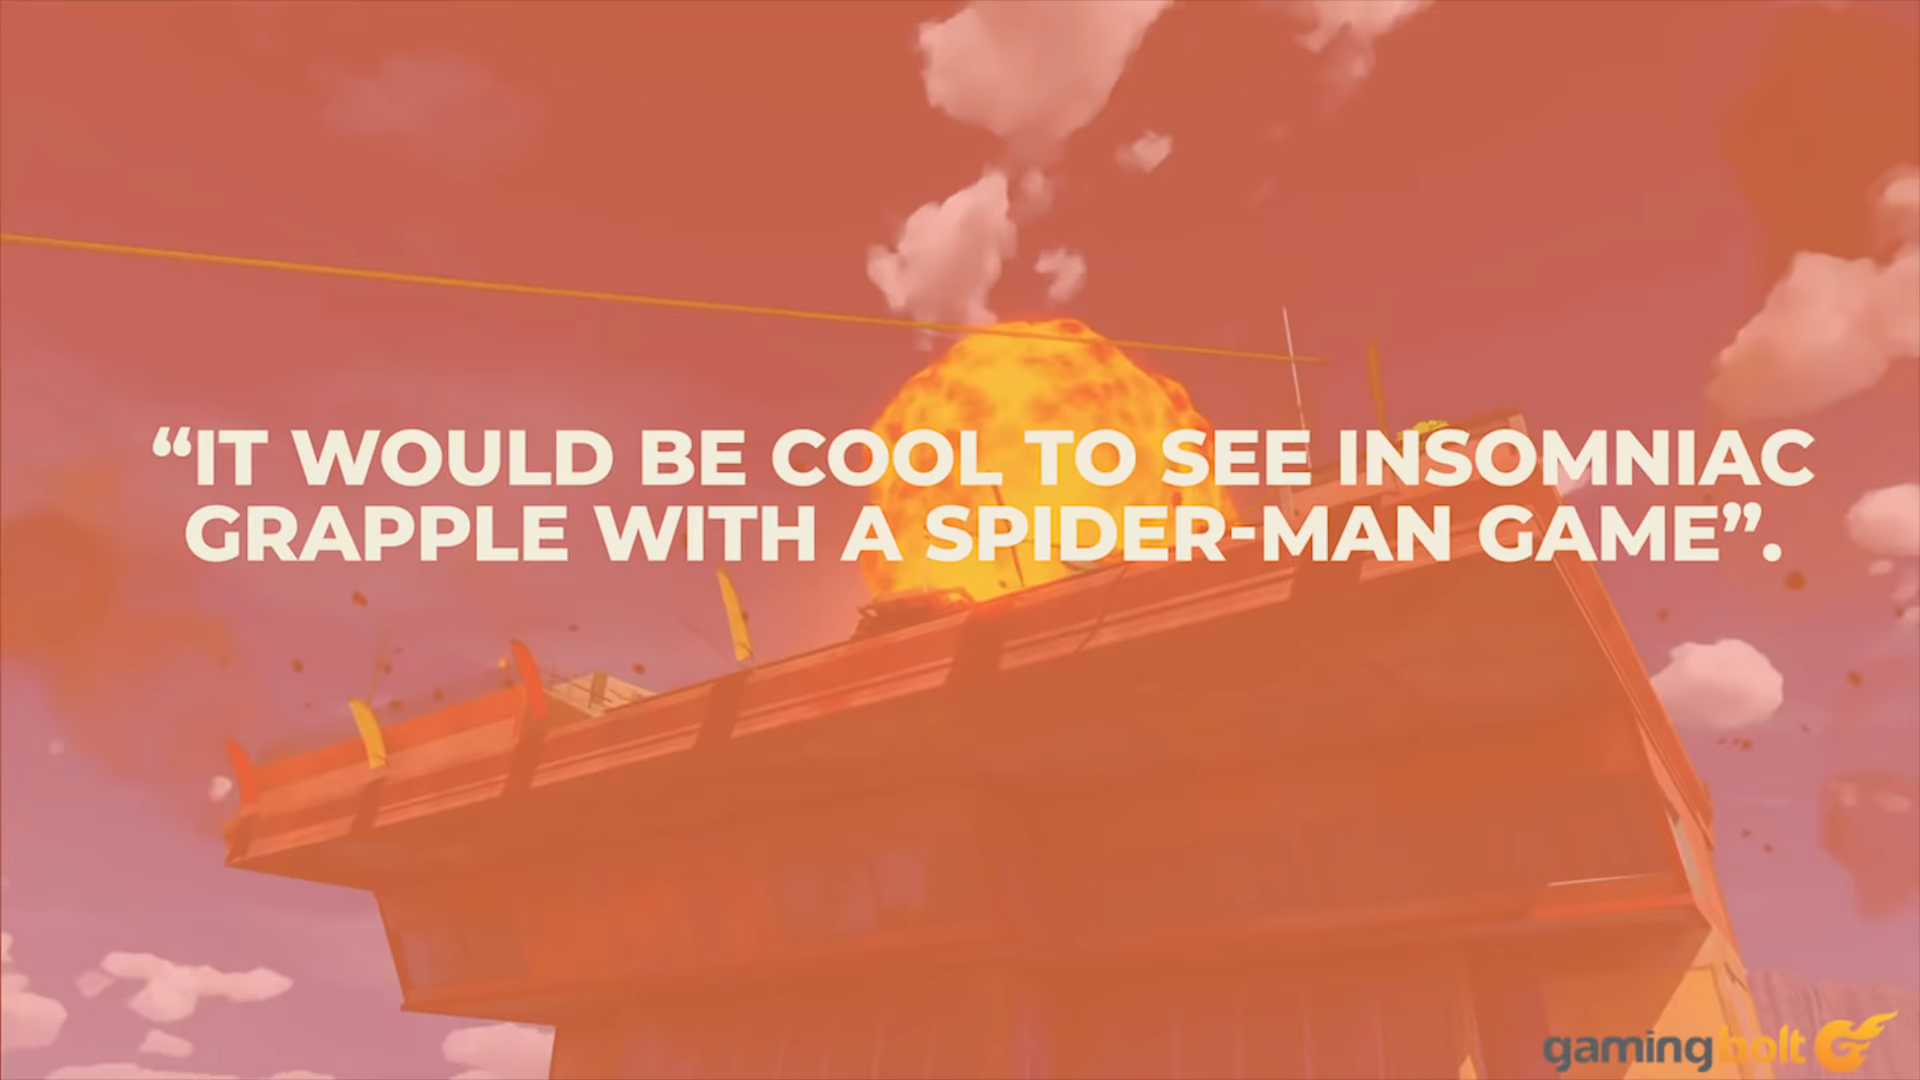 “IT WOULD BE COOL TO SEE INSOMNIAC
GRAPPLE WITH A SPIDER-MAN GAME”.
gamingbolt